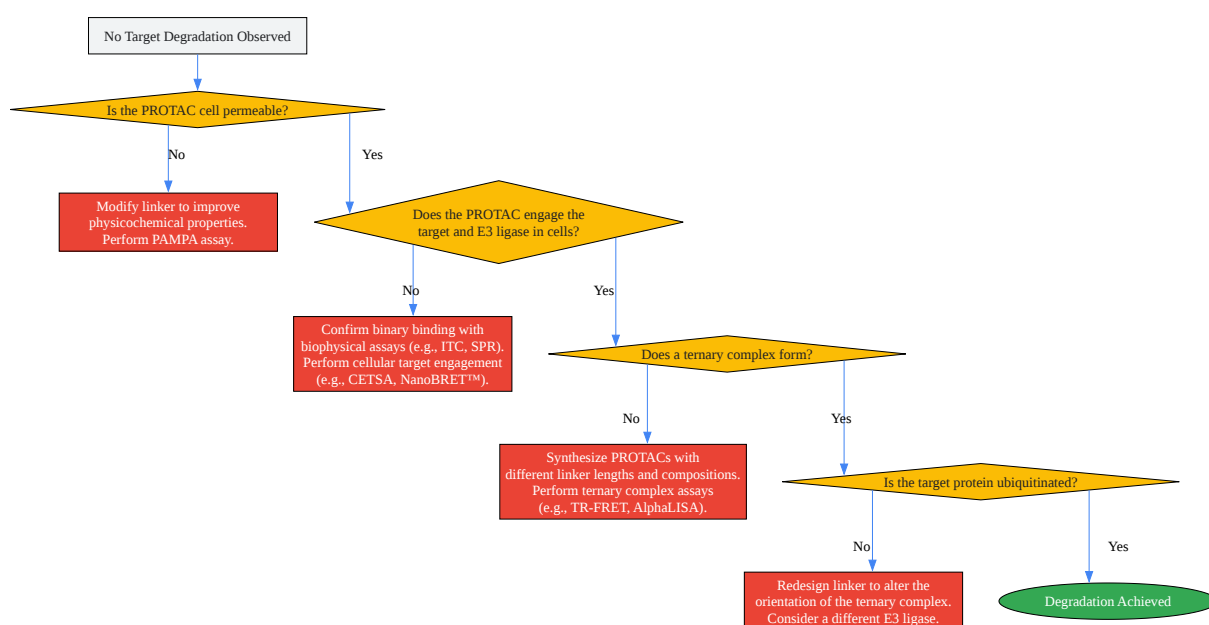 No Target Degradation Observed
Is the PROTAC cell permeable?
No
Yes
Modify linker to improve
physicochemical properties.
Perform PAMPA assay.
Does the PROTAC engage the
target and E3 ligase in cells?
No
Yes
Confirm binary binding with
biophysical assays (e.g., ITC, SPR).
Perform cellular target engagement
(e.g., CETSA, NanoBRET™).
Does a ternary complex form?
No
Yes
Synthesize PROTACs with
different linker lengths and compositions.
Perform ternary complex assays
(e.g., TR-FRET, AlphaLISA).
Is the target protein ubiquitinated?
No
Yes
Redesign linker to alter the
orientation of the ternary complex.
Consider a different E3 ligase.
Degradation Achieved